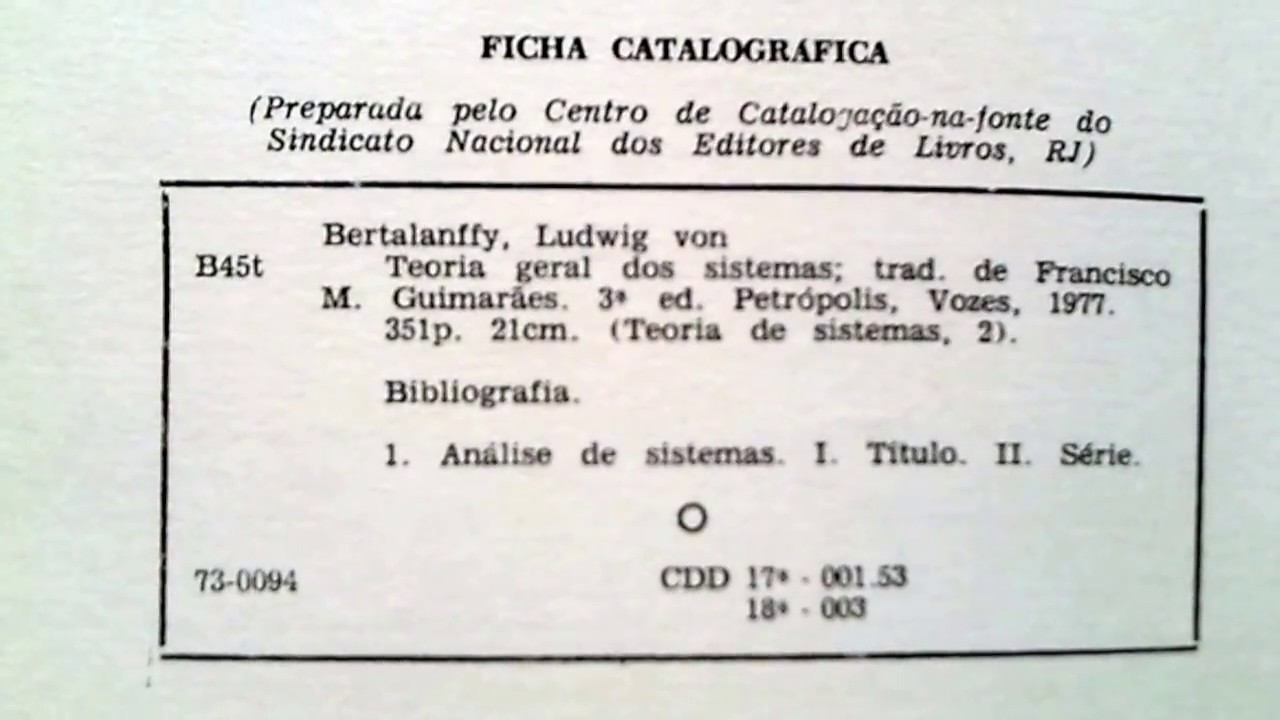 FICHA CATALOGRÁFICA
(Preparada pelo Centro de Catalogação-na-fonte do
Sindicato Nacional dos Editores de Livros, RJ)
Bertalanffy, Ludwig von
B45t Teoria geral dos sistemas; trad. de Francisco
M. Guimarães. 3ª ed. Petrópolis, Vozes, 1977.
351p. 21cm. (Teoria de sistemas, 2).
Bibliografia.
1. Análise de sistemas. I. Título. II. Série.
73-0094 CDD 17ª - 001.53
18ª - 003